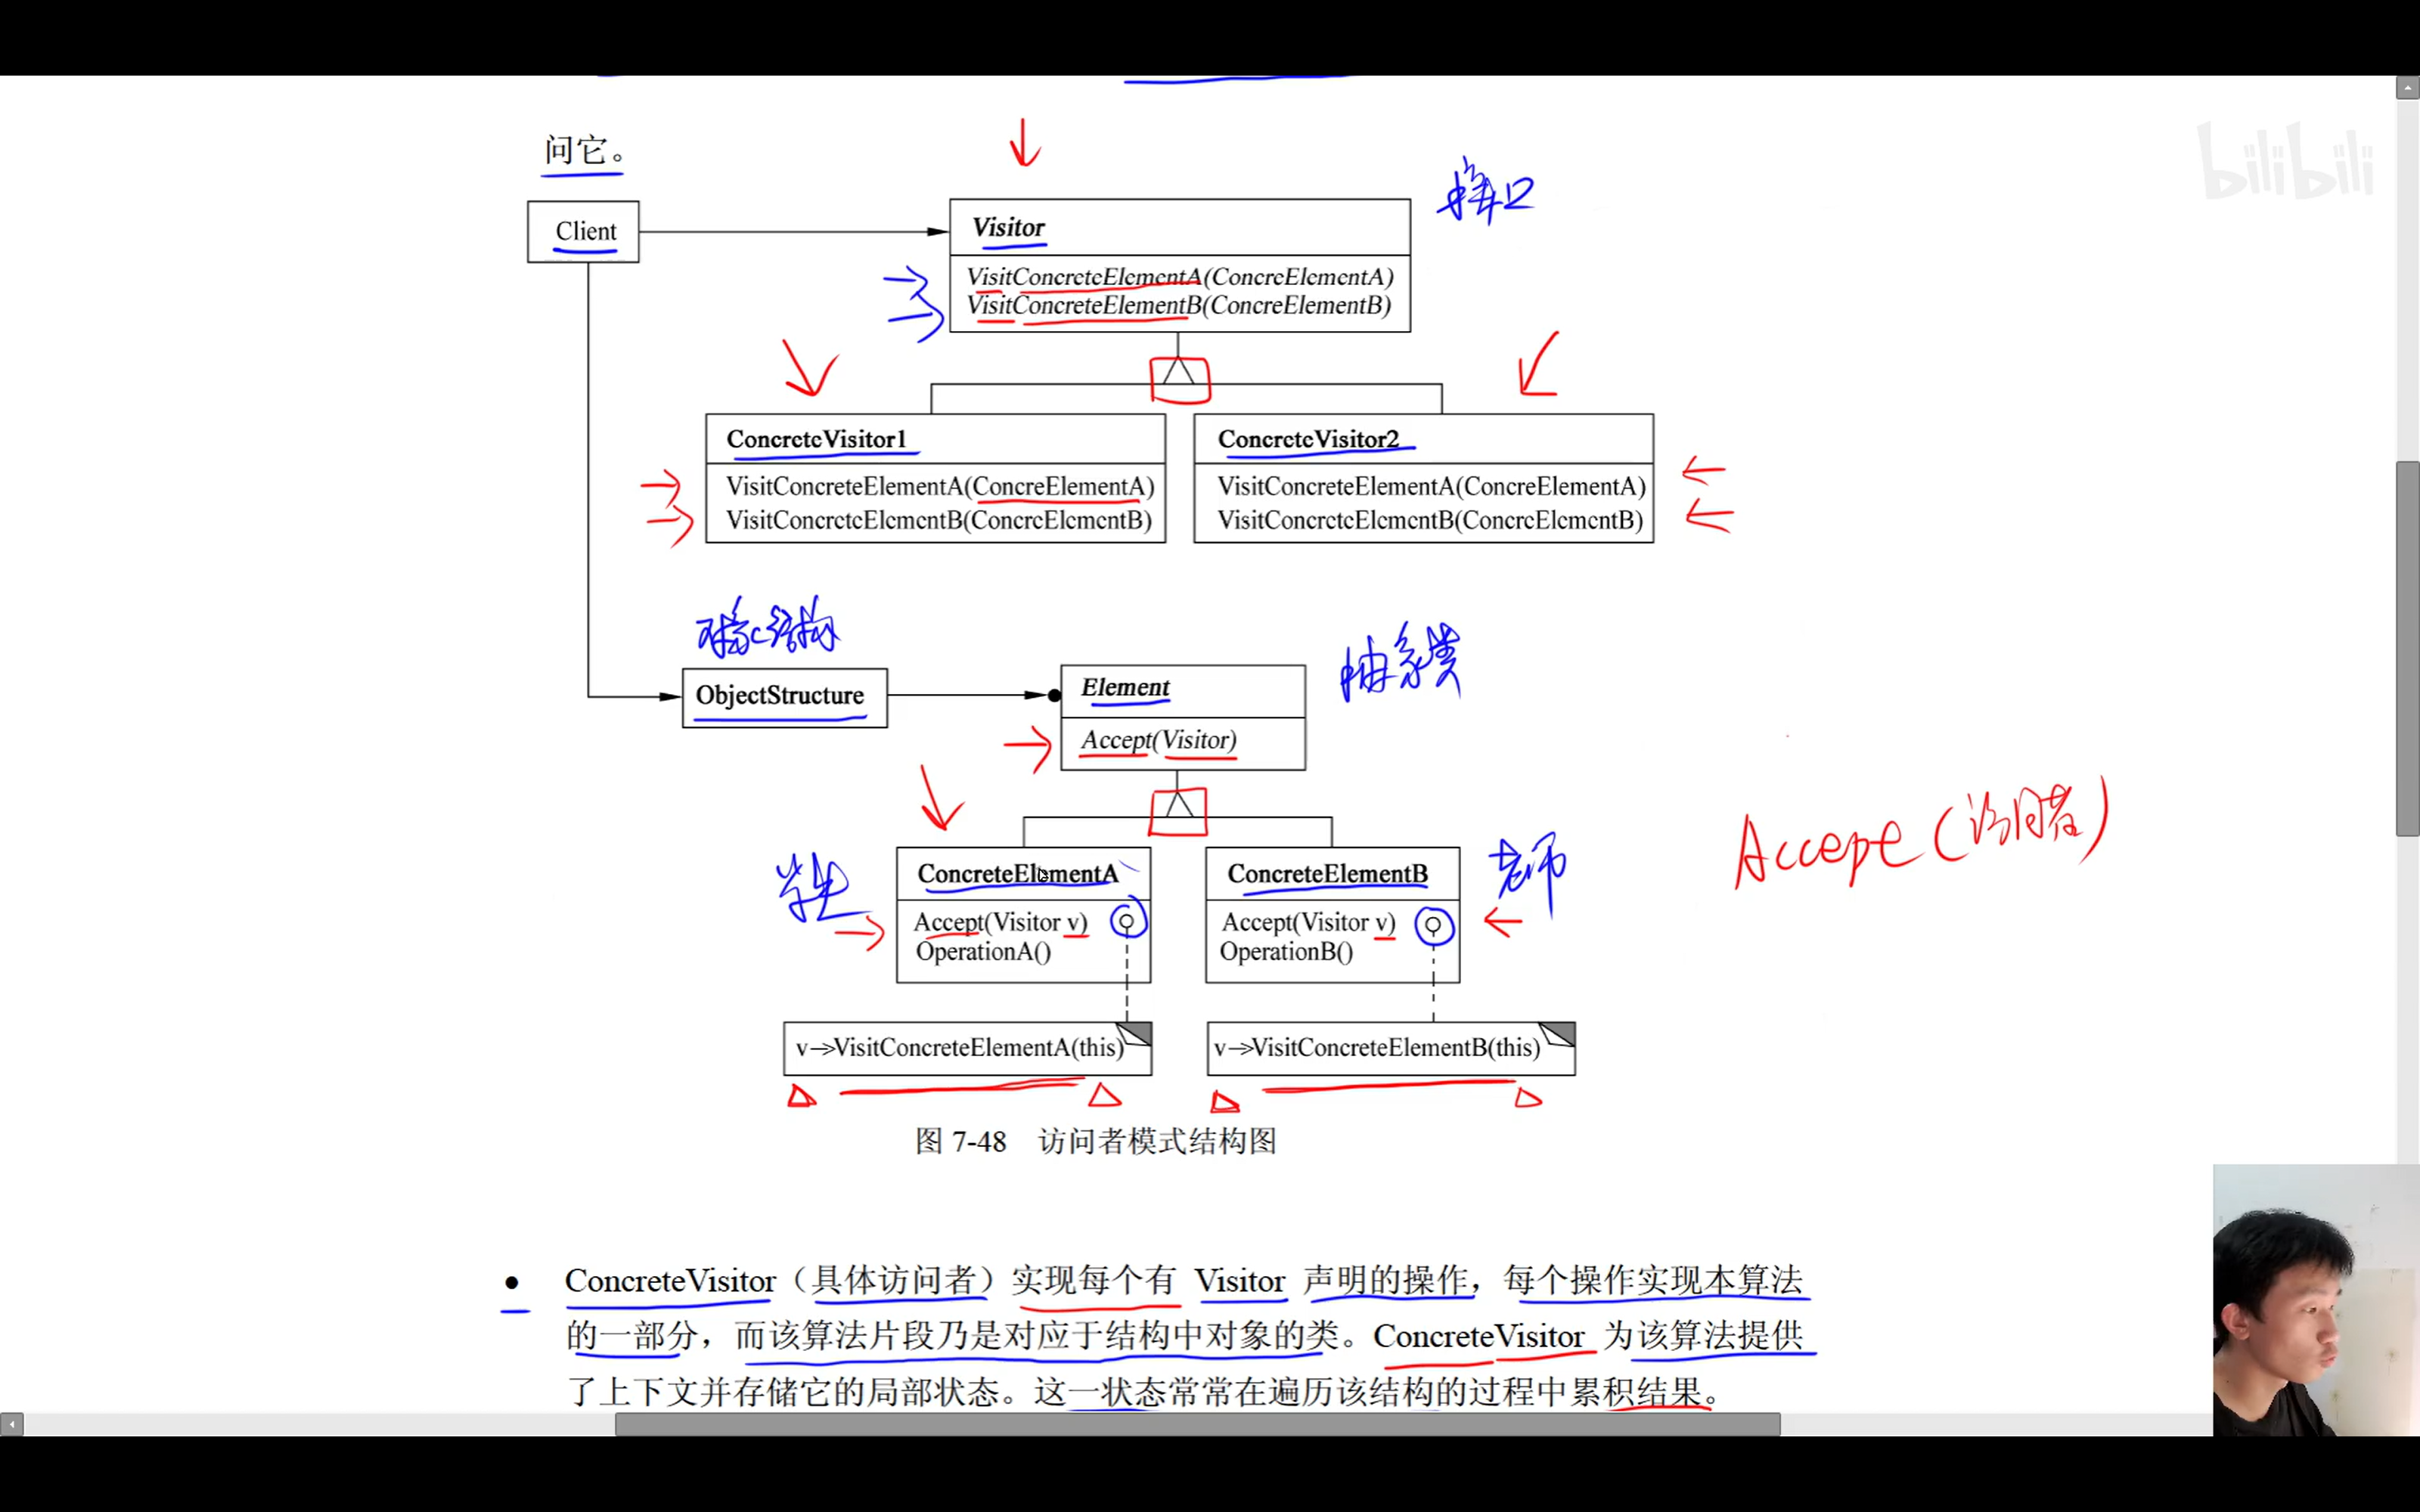 bilibili
问它。
Client
Visitor
接口
VisitConcreteElementA(ConcreElementA)
VisitConcreteElementB(ConcreElementB)
ConcreteVisitor1
VisitConcreteElementA(ConcreElementA)
VisitConcreteElementB(ConcreElementB)
ConcreteVisitor2
VisitConcreteElementA(ConcreElementA)
VisitConcreteElementB(ConcreElementB)
对象结构
ObjectStructure
Element
抽象类
Accept(Visitor)
Accept(访问者)
学生
ConcreteElementA
Accept(Visitor v)
OperationA()
ConcreteElementB
老师
Accept(Visitor v)
OperationB()
v->VisitConcreteElementA(this)
v->VisitConcreteElementB(this)
图 7-48 访问者模式结构图
• ConcreteVisitor（具体访问者）实现每个有 Visitor 声明的操作，每个操作实现本算法
的一部分，而该算法片段乃是对应于结构中对象的类。ConcreteVisitor 为该算法提供
了上下文并存储它的局部状态。这一状态常常在遍历该结构的过程中累积结果。